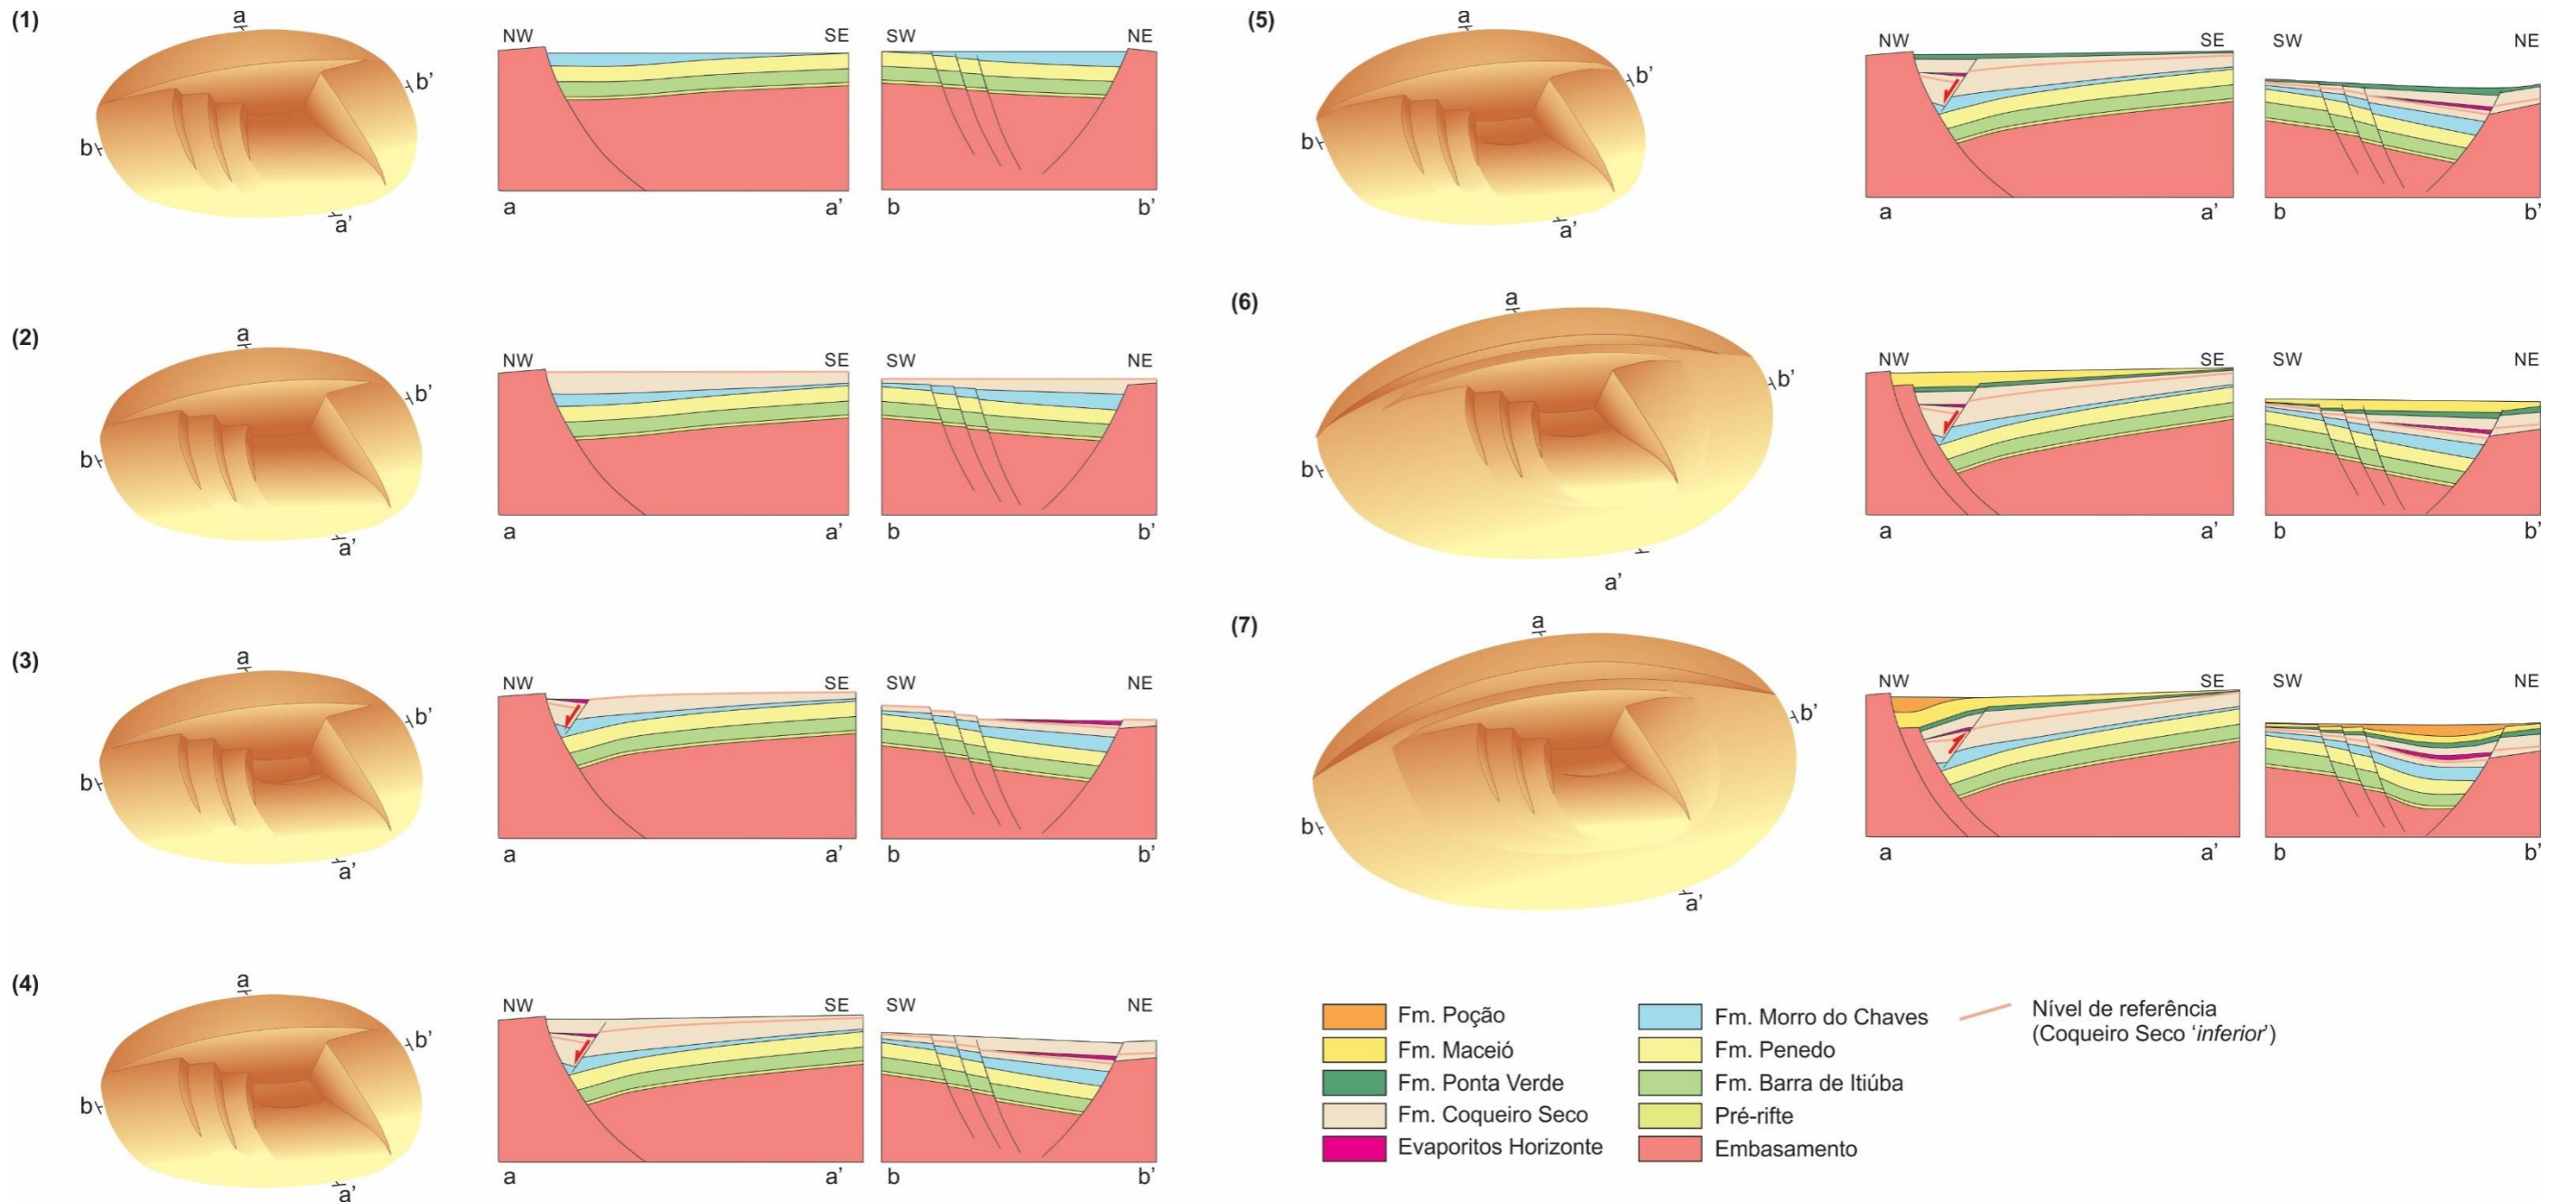 (1)
a
b
b'
a'
NW
SE
a
a'
SW
NE
b
b'
(2)
a
b
b'
a'
NW
SE
a
a'
SW
NE
b
b'
(3)
a
b
b'
a'
NW
SE
a
a'
SW
NE
b
b'
(4)
a
b
b'
a'
NW
SE
a
a'
SW
NE
b
b'
(5)
a
b
b'
a'
NW
SE
a
a'
SW
NE
b
b'
(6)
a
b
b'
a'
NW
SE
a
a'
SW
NE
b
b'
(7)
a
b
b'
a'
NW
SE
a
a'
SW
NE
b
b'
Fm. Poção
Fm. Maceió
Fm. Ponta Verde
Fm. Coqueiro Seco
Evaporitos Horizonte
Fm. Morro do Chaves
Fm. Penedo
Fm. Barra de Itiúba
Pré-rifte
Embasamento
Nível de referência
(Coqueiro Seco ‘inferior’)